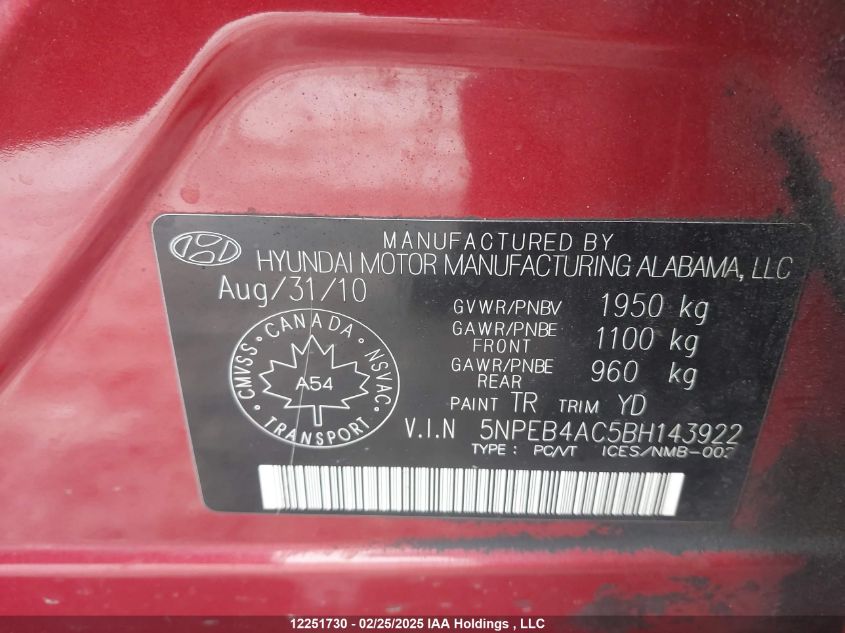 MANUFACTURED BY
HYUNDAI MOTOR MANUFACTURING ALABAMA, LLC
Aug/31/10
GVWR/PNBV 1950 kg
GAWR/PNBE FRONT 1100 kg
GAWR/PNBE REAR 960 kg
PAINT TR TRIM YD
CANADA
CMVSS
NSVAC
A54
TRANSPORT
V.I.N 5NPEB4AC5BH143922
TYPE : PC/VT ICES/NMB-002
12251730 - 02/25/2025 IAA Holdings , LLC